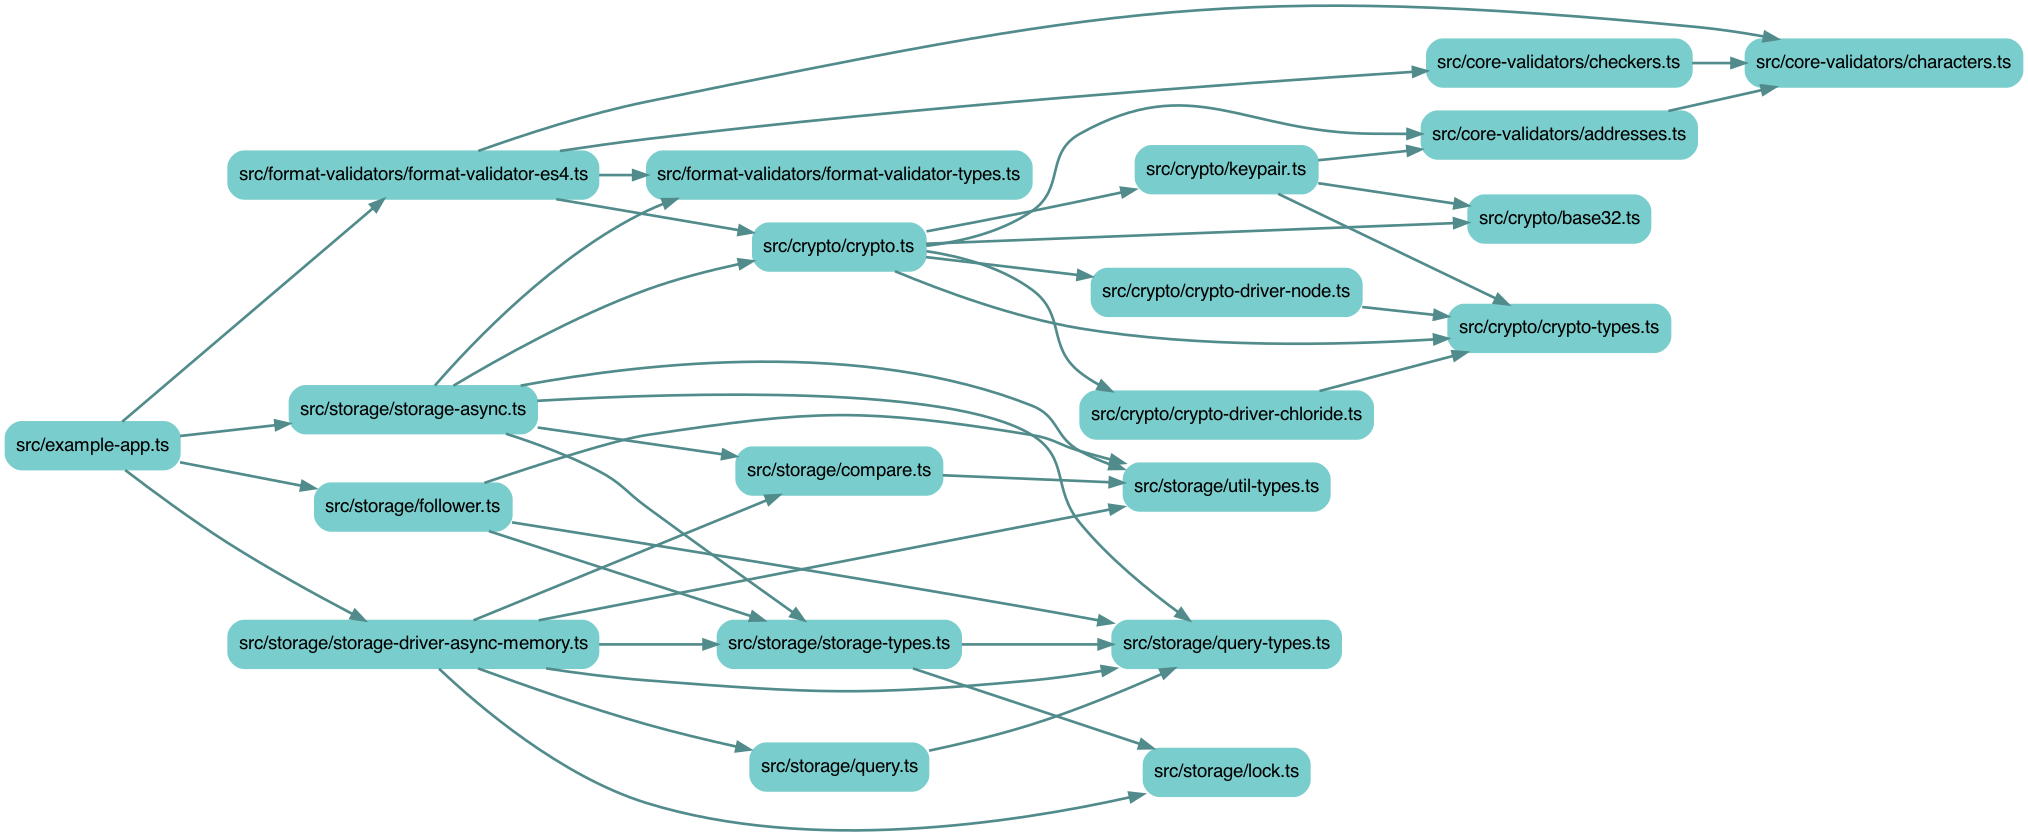 src/core-validators/checkers.ts
src/core-validators/characters.ts
src/core-validators/addresses.ts
src/format-validators/format-validator-es4.ts
src/format-validators/format-validator-types.ts
src/crypto/keypair.ts
src/crypto/base32.ts
src/crypto/crypto.ts
src/crypto/crypto-driver-node.ts
src/crypto/crypto-types.ts
src/storage/storage-async.ts
src/crypto/crypto-driver-chloride.ts
src/example-app.ts
src/storage/compare.ts
src/storage/util-types.ts
src/storage/follower.ts
src/storage/storage-driver-async-memory.ts
src/storage/storage-types.ts
src/storage/query-types.ts
src/storage/query.ts
src/storage/lock.ts